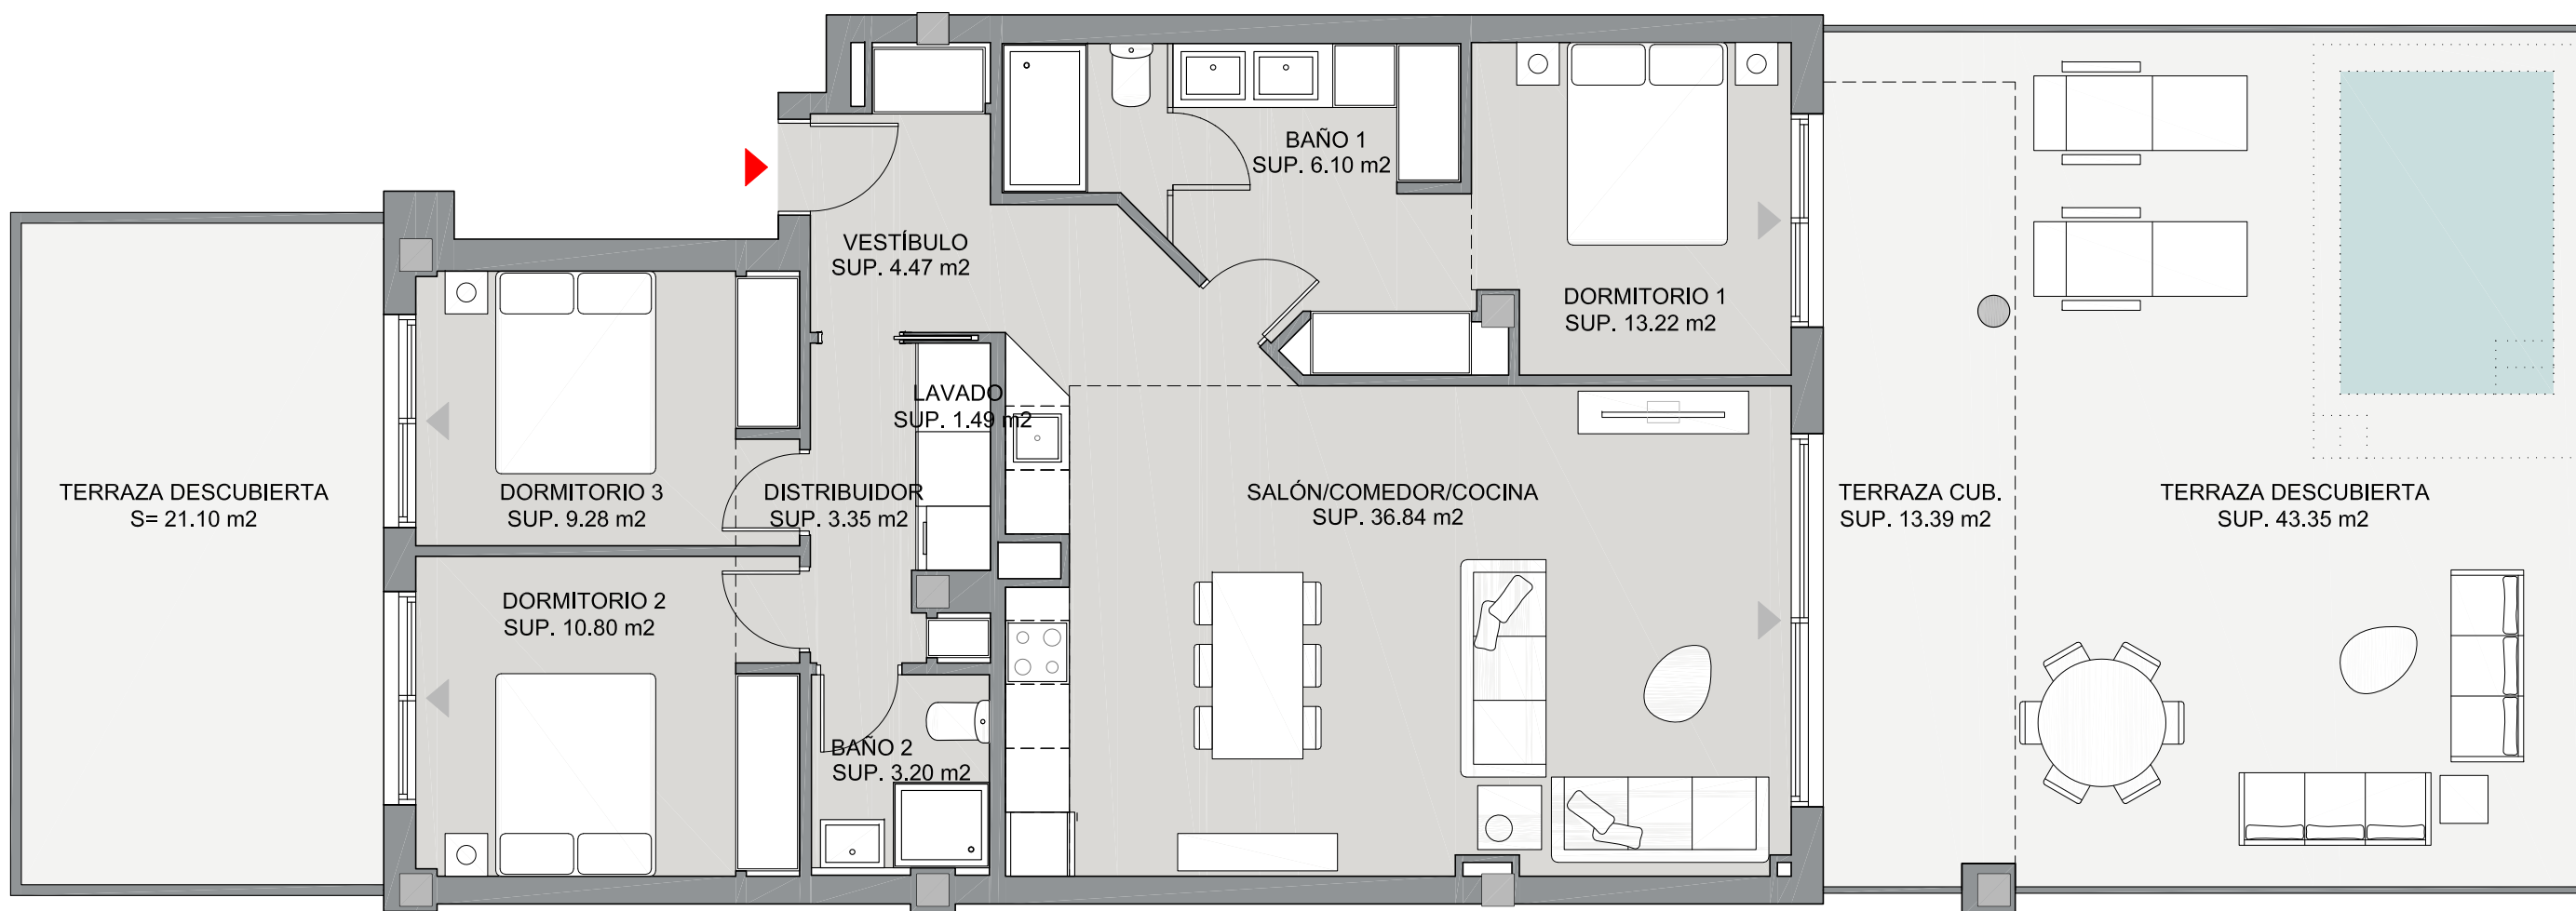 BAÑO 1
SUP. 6.10 m2
VESTÍBULO
SUP. 4.47 m2
DORMITORIO 1
SUP. 13.22 m2
LAVADO
SUP. 1.49 m2
TERRAZA DESCUBIERTA
S= 21.10 m2
DORMITORIO 3
SUP. 9.28 m2
DISTRIBUIDOR
SUP. 3.35 m2
SALÓN/COMEDOR/COCINA
SUP. 36.84 m2
TERRAZA CUB.
SUP. 13.39 m2
TERRAZA DESCUBIERTA
SUP. 43.35 m2
DORMITORIO 2
SUP. 10.80 m2
BAÑO 2
SUP. 3.20 m2